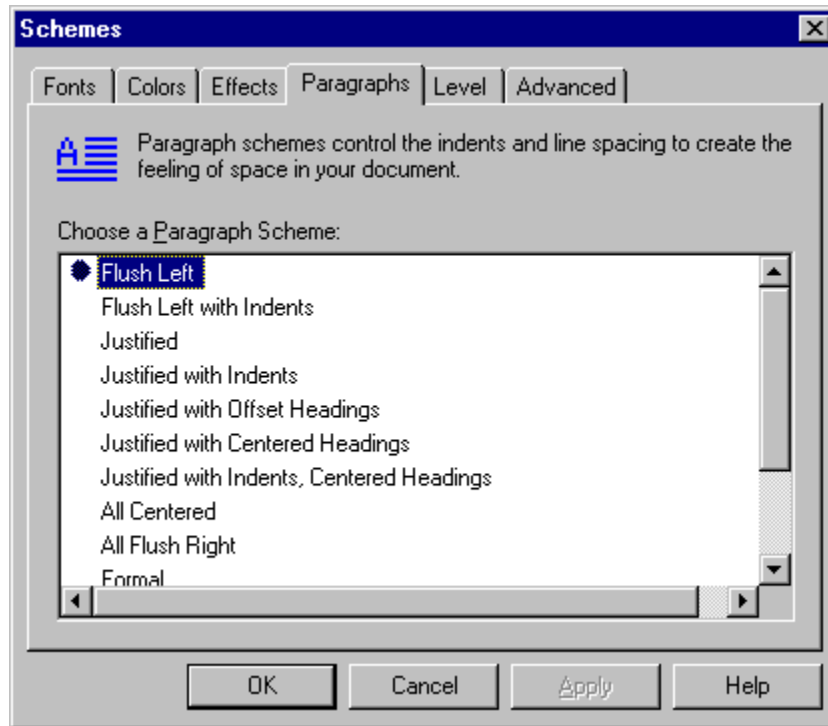 Schemes
Fonts Colors Effects Paragraphs Level Advanced
Paragraph schemes control the indents and line spacing to create the
feeling of space in your document.
Choose a Paragraph Scheme:
Flush Left
Flush Left with Indents
Justified
Justified with Indents
Justified with Offset Headings
Justified with Centered Headings
Justified with Indents, Centered Headings
All Centered
All Flush Right
Formal
OK Cancel Apply Help